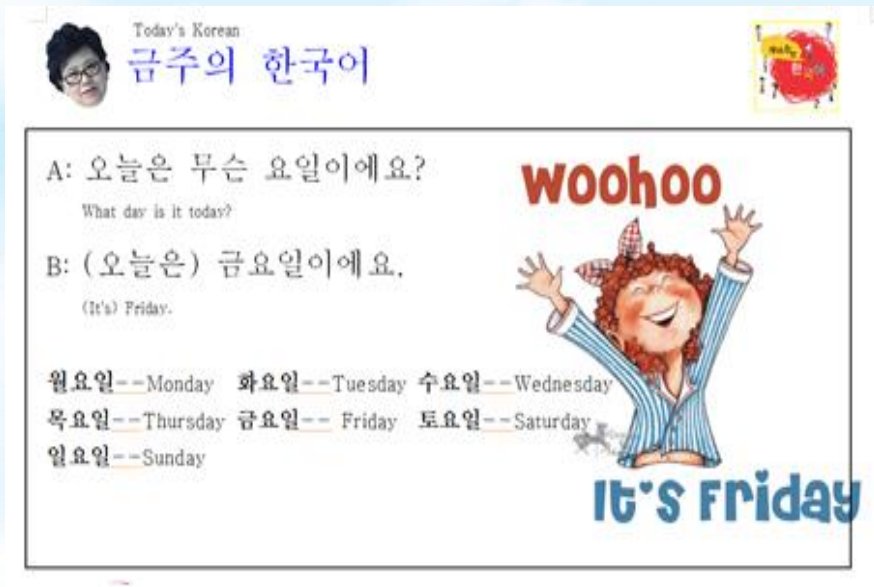 Today's Korean
금주의 한국어
한국어
A: 오늘은 무슨 요일이에요?
What day is it today?
WOOHOO
B: (오늘은) 금요일이에요.
(It's) Friday.
월요일--Monday 화요일--Tuesday 수요일--Wednesday
목요일--Thursday 금요일-- Friday 토요일--Saturday
일요일--Sunday
It's Friday